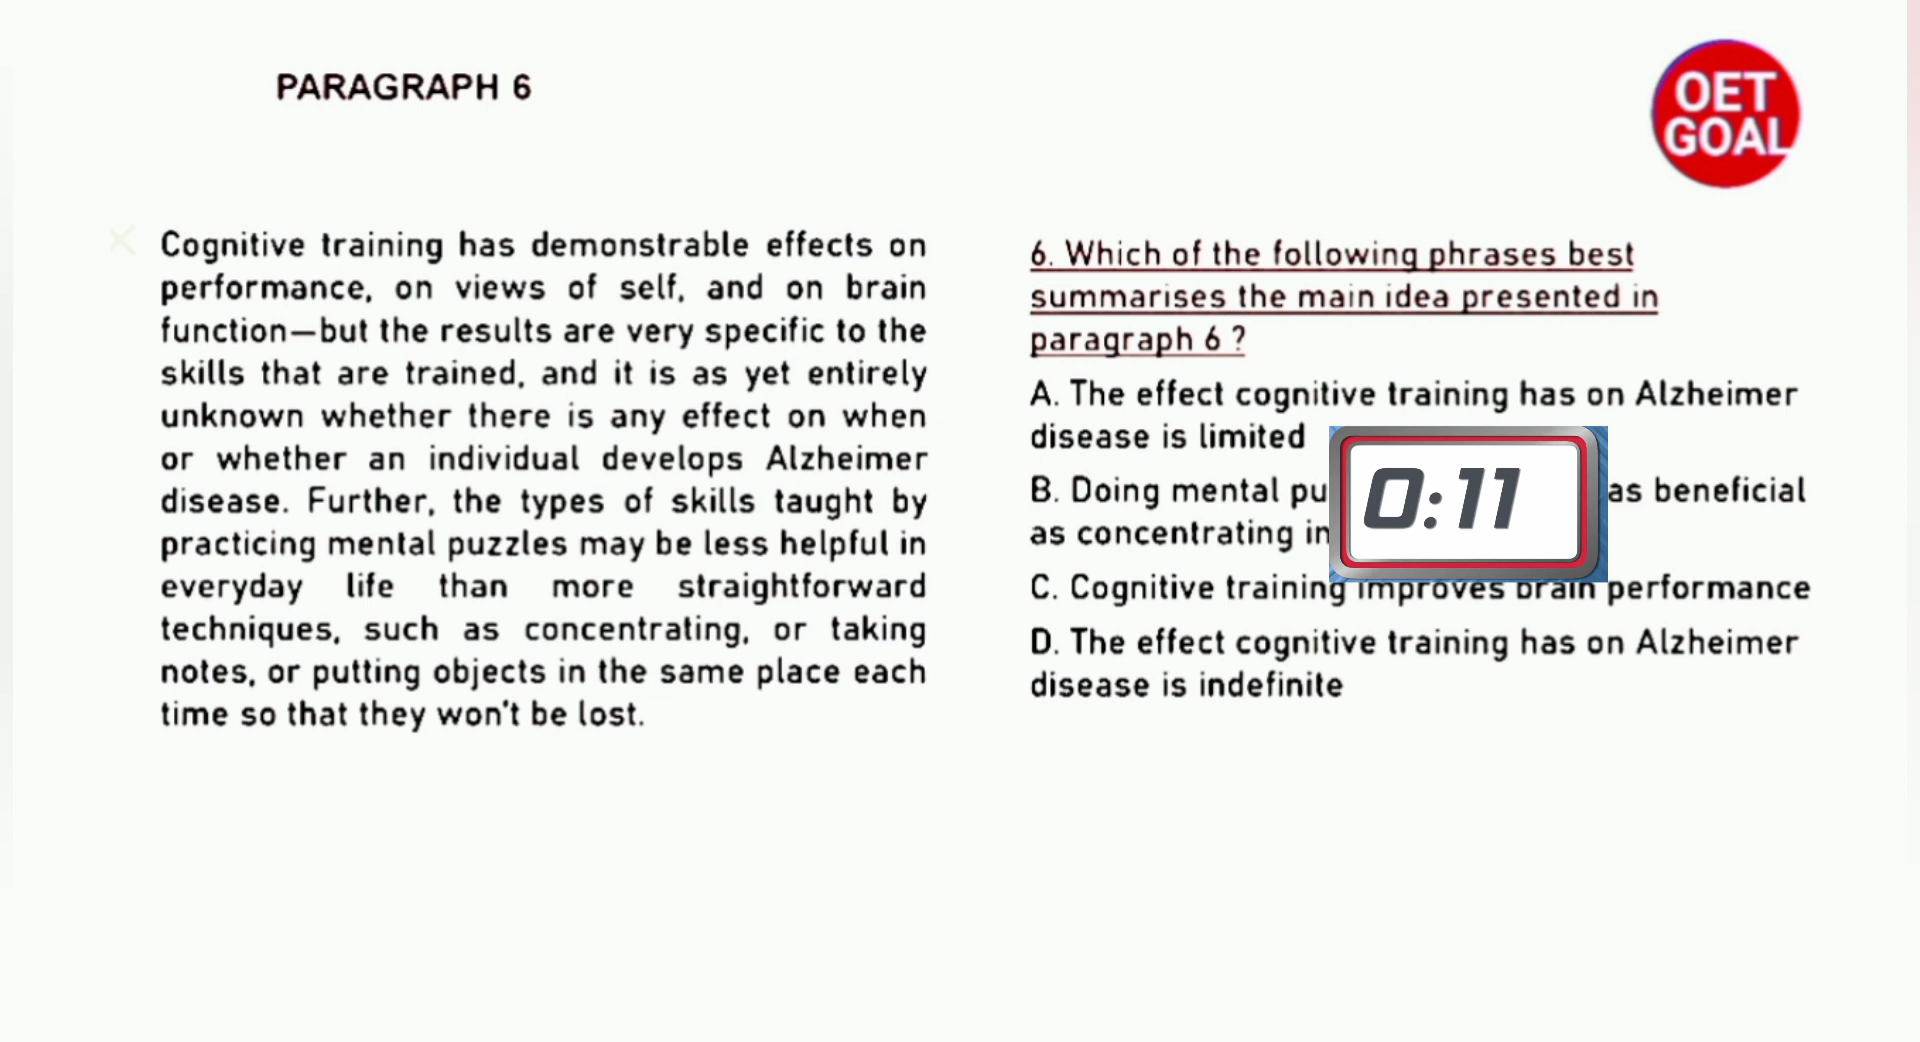 PARAGRAPH 6
OET
GOAL
Cognitive training has demonstrable effects on
performance, on views of self, and on brain
function—but the results are very specific to the
skills that are trained, and it is as yet entirely
unknown whether there is any effect on when
or whether an individual develops Alzheimer
disease. Further, the types of skills taught by
practicing mental puzzles may be less helpful in
everyday life than more straightforward
techniques, such as concentrating, or taking
notes, or putting objects in the same place each
time so that they won't be lost.
6. Which of the following phrases best
summarises the main idea presented in
paragraph 6 ?
A. The effect cognitive training has on Alzheimer
disease is limited
B. Doing mental as beneficial
as concentrating
0:11
C. Cognitive training improves brain performance
D. The effect cognitive training has on Alzheimer
disease is indefinite